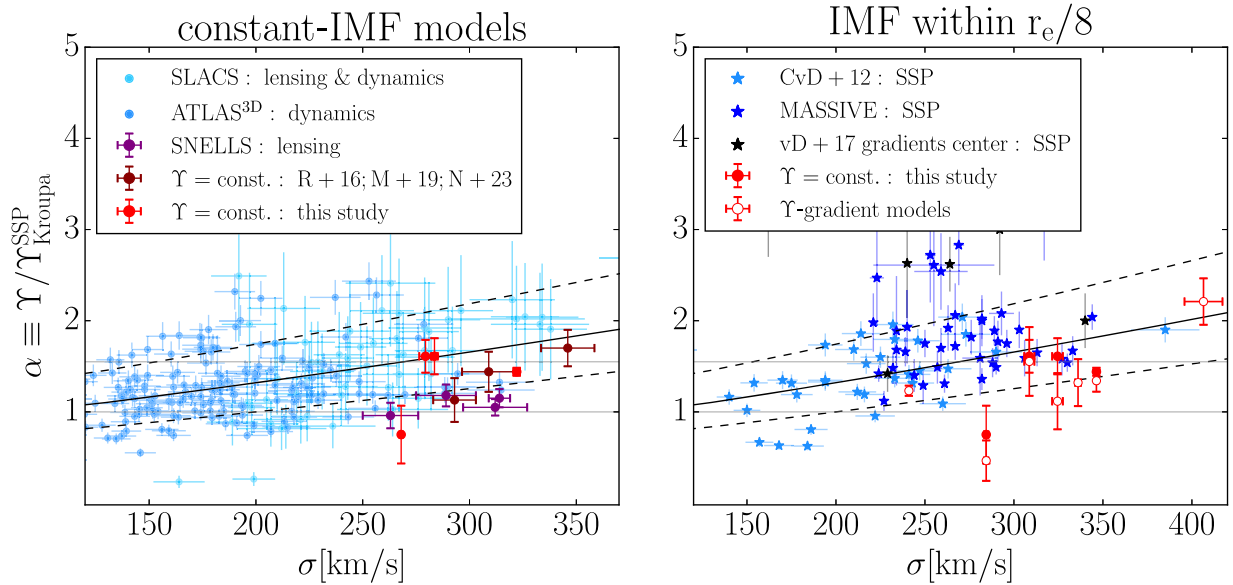 constant-IMF models
5
4
3
2
1
α ≡ Υ/Υ^SSP_Kroupa
SLACS : lensing & dynamics
ATLAS^3D : dynamics
SNELLS : lensing
Υ = const. : R + 16; M + 19; N + 23
Υ = const. : this study
150 200 250 300 350
σ[km/s]
IMF within r_e/8
5
4
3
2
1
CvD + 12 : SSP
MASSIVE : SSP
vD + 17 gradients center : SSP
Υ = const. : this study
Υ-gradient models
150 200 250 300 350 400
σ[km/s]